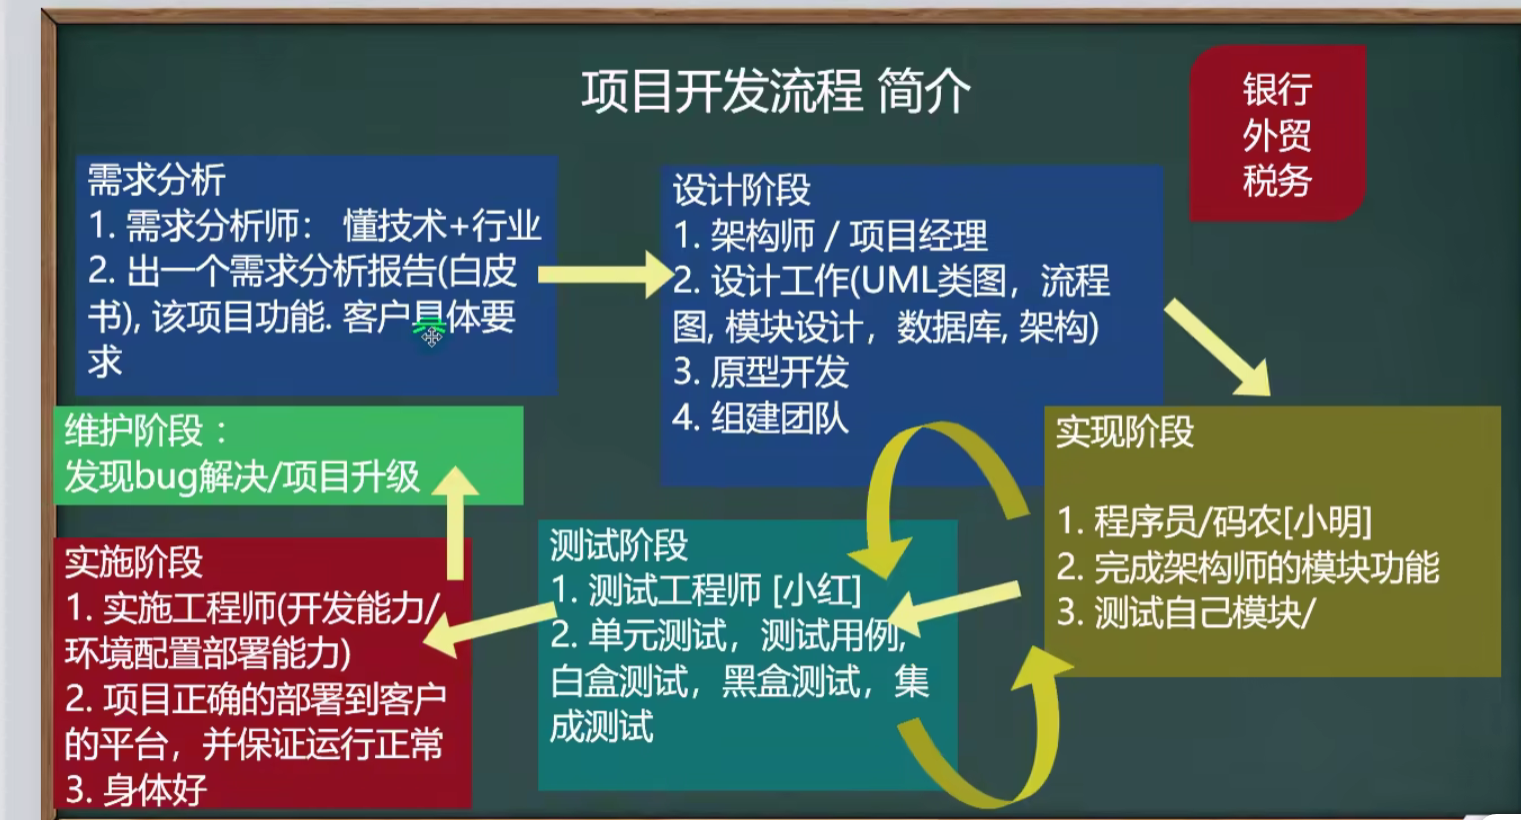 项目开发流程 简介
银行
外贸
税务
需求分析
1. 需求分析师： 懂技术+行业
2. 出一个需求分析报告(白皮
书), 该项目功能. 客户具体要
求
设计阶段
1. 架构师 / 项目经理
2. 设计工作(UML类图，流程
图, 模块设计，数据库, 架构)
3. 原型开发
4. 组建团队
实现阶段
1. 程序员/码农[小明]
2. 完成架构师的模块功能
3. 测试自己模块/
测试阶段
1. 测试工程师 [小红]
2. 单元测试，测试用例,
白盒测试，黑盒测试，集
成测试
实施阶段
1. 实施工程师(开发能力/
环境配置部署能力)
2. 项目正确的部署到客户
的平台，并保证运行正常
3. 身体好
维护阶段：
发现bug解决/项目升级